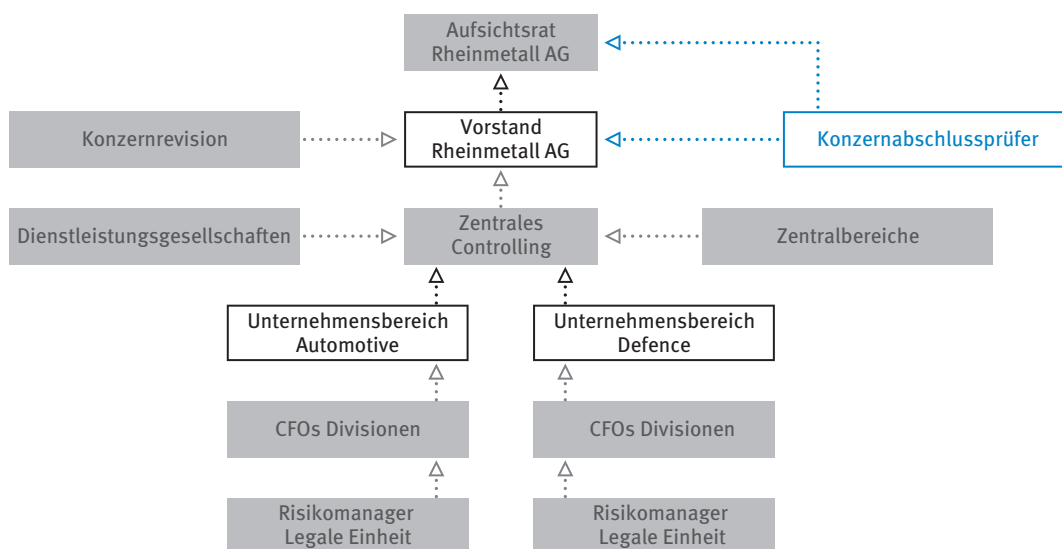 Aufsichtsrat
Rheinmetall AG
Konzernrevision
Vorstand
Rheinmetall AG
Konzernabschlussprüfer
Dienstleistungsgesellschaften
Zentrales
Controlling
Zentralbereiche
Unternehmensbereich
Automotive
Unternehmensbereich
Defence
CFOs Divisionen
CFOs Divisionen
Risikomanager
Legale Einheit
Risikomanager
Legale Einheit